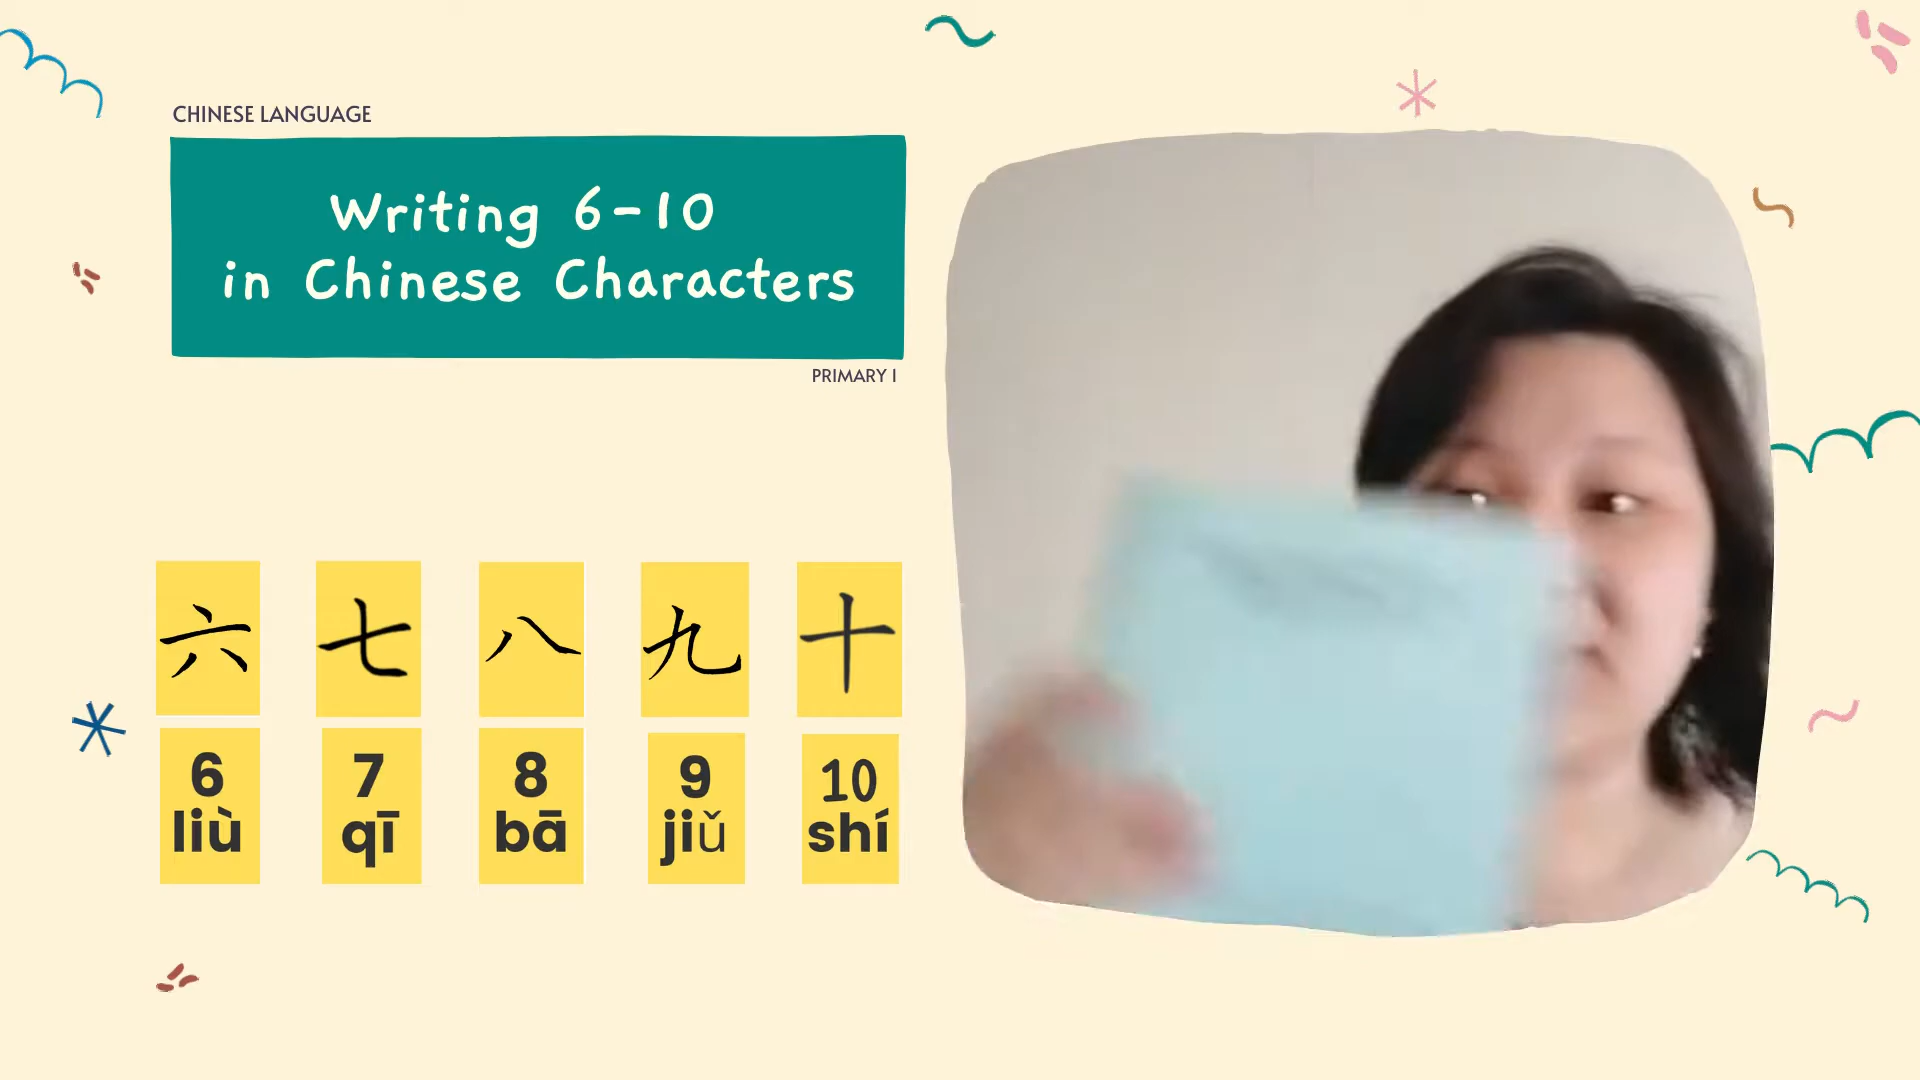 CHINESE LANGUAGE
Writing 6-10
in Chinese Characters
PRIMARY 1
六 七 八 九 十
6 7 8 9 10
liù qī bā jiǔ shí